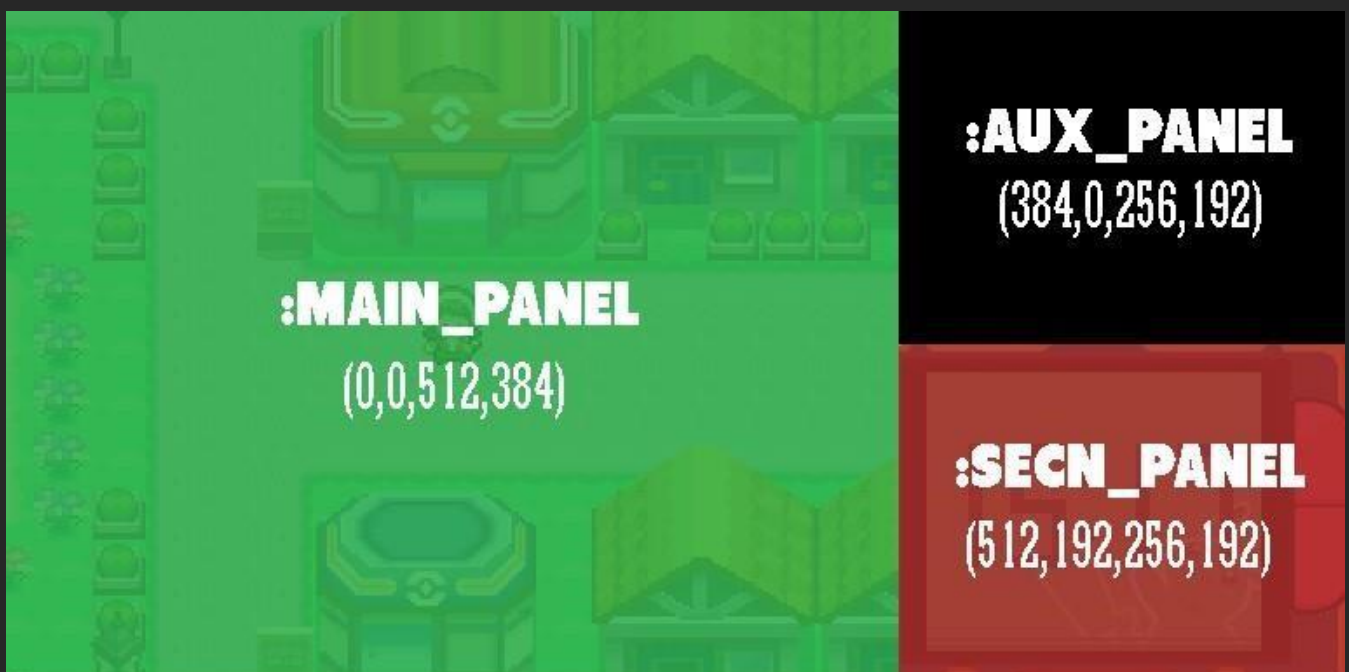 :MAIN_PANEL
(0,0,512,384)
:AUX_PANEL
(384,0,256,192)
:SECN_PANEL
(512,192,256,192)